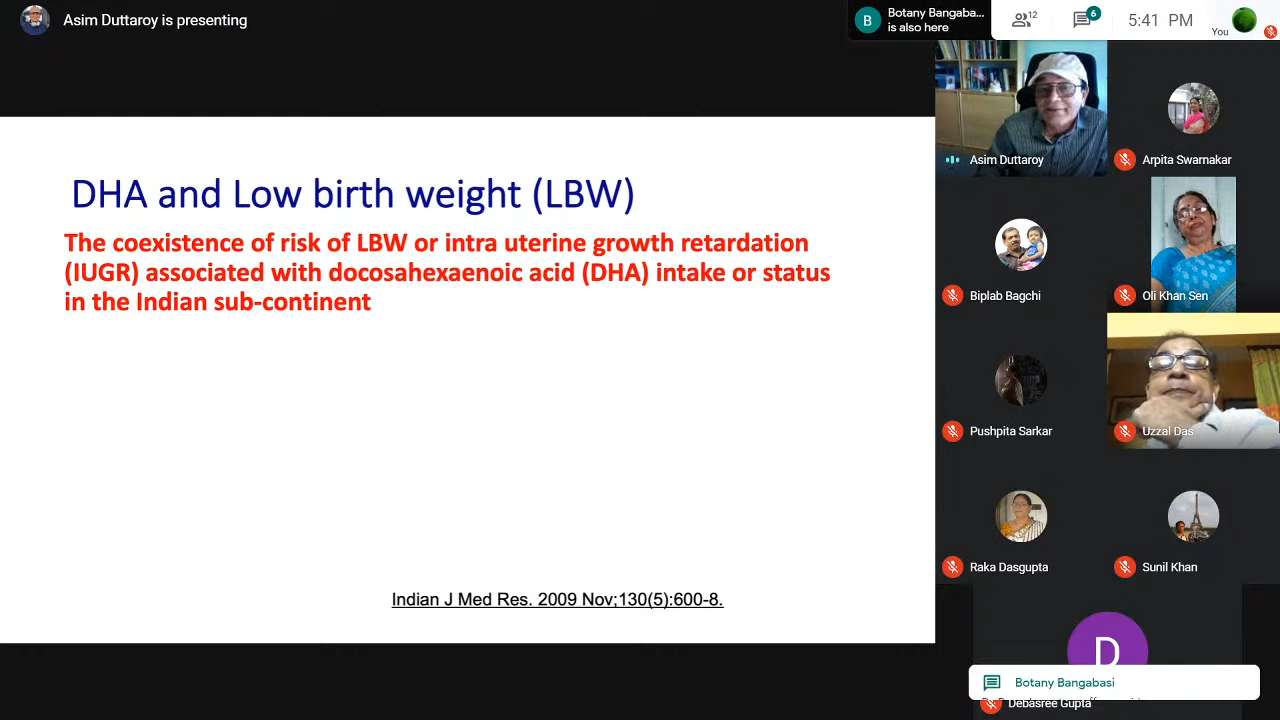 Asim Duttaroy is presenting
B
Botany Bangaba...
is also here
12
6
5:41 PM
You
DHA and Low birth weight (LBW)
The coexistence of risk of LBW or intra uterine growth retardation
(IUGR) associated with docosahexaenoic acid (DHA) intake or status
in the Indian sub-continent
Indian J Med Res. 2009 Nov;130(5):600-8.
Asim Duttaroy
Arpita Swarnakar
Biplab Bagchi
Oli Khan Sen
Pushpita Sarkar
Uzzal Das
Raka Dasgupta
Sunil Khan
D
Botany Bangabasi
Debasree Gupta